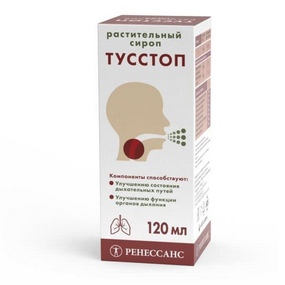 растительный
сироп
ТУССТОП
Компоненты способствуют:
Улучшению состояния
дыхательных путей
Улучшению функции
органов дыхания
120 мл
РЕНЕССАНС